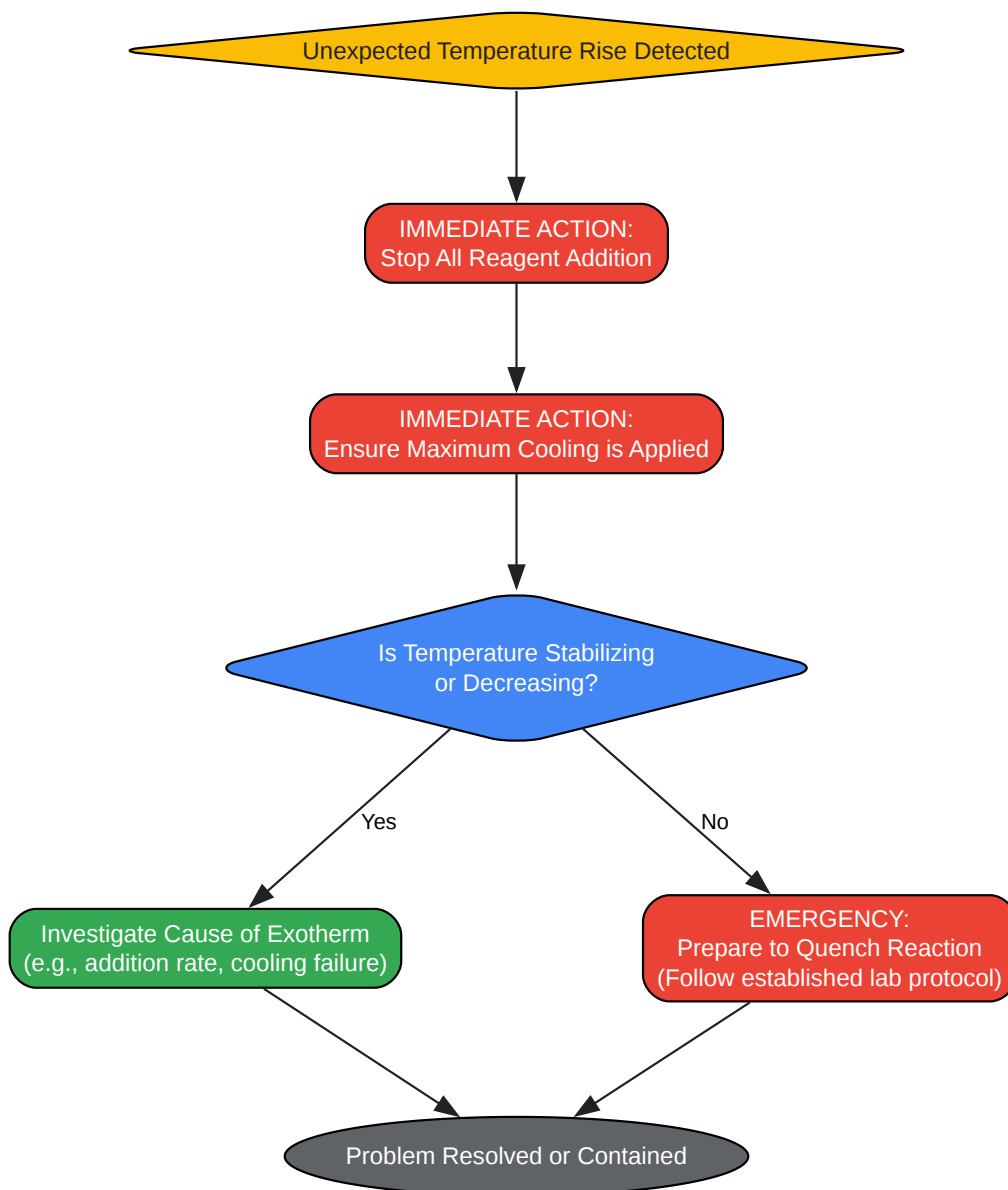 Unexpected Temperature Rise Detected
IMMEDIATE ACTION:
Stop All Reagent Addition
IMMEDIATE ACTION:
Ensure Maximum Cooling is Applied
Is Temperature Stabilizing
or Decreasing?
Yes
No
Investigate Cause of Exotherm
(e.g., addition rate, cooling failure)
EMERGENCY:
Prepare to Quench Reaction
(Follow established lab protocol)
Problem Resolved or Contained